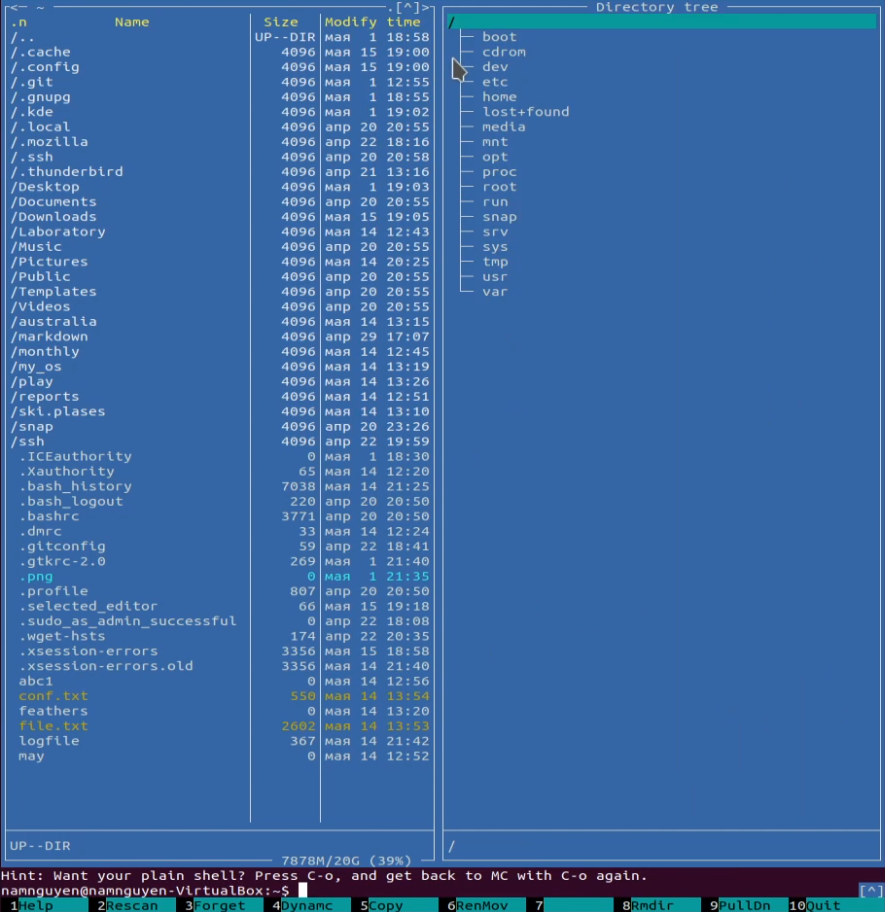 <─ ~ .[^]>
.n Name Size Modify time
/.. UP--DIR мая 1 18:58
/.cache 4096 мая 15 19:00
/.config 4096 мая 15 19:00
/.git 4096 мая 1 12:55
/.gnupg 4096 мая 1 18:55
/.kde 4096 мая 1 19:02
/.local 4096 апр 20 20:55
/.mozilla 4096 апр 22 18:16
/.ssh 4096 апр 20 20:58
/.thunderbird 4096 апр 21 13:16
/Desktop 4096 мая 1 19:03
/Documents 4096 апр 20 20:55
/Downloads 4096 мая 15 19:05
/Laboratory 4096 мая 14 12:43
/Music 4096 апр 20 20:55
/Pictures 4096 мая 14 20:25
/Public 4096 апр 20 20:55
/Templates 4096 апр 20 20:55
/Videos 4096 апр 20 20:55
/australia 4096 мая 14 13:15
/markdown 4096 апр 29 17:07
/monthly 4096 мая 14 12:45
/my_os 4096 мая 14 13:19
/play 4096 мая 14 13:26
/reports 4096 мая 14 12:51
/ski.plases 4096 мая 14 13:10
/snap 4096 апр 20 23:26
/ssh 4096 апр 22 19:59
.ICEauthority 0 мая 1 18:30
.Xauthority 65 мая 14 12:20
.bash_history 7038 мая 14 21:25
.bash_logout 220 апр 20 20:50
.bashrc 3771 апр 20 20:50
.dmrc 33 мая 14 12:24
.gitconfig 59 апр 22 18:41
.gtkrc-2.0 269 мая 1 21:40
.png 0 мая 1 21:35
.profile 807 апр 20 20:50
.selected_editor 66 мая 15 19:18
.sudo_as_admin_successful 0 апр 22 18:08
.wget-hsts 174 апр 22 20:35
.xsession-errors 3356 мая 15 18:58
.xsession-errors.old 3356 мая 14 21:40
abc1 0 мая 14 12:56
conf.txt 550 мая 14 13:54
feathers 0 мая 14 13:20
file.txt 2602 мая 14 13:53
logfile 367 мая 14 21:42
may 0 мая 14 12:52
UP--DIR
7878M/20G (39%)
Directory tree
/
boot
cdrom
dev
etc
home
lost+found
media
mnt
opt
proc
root
run
snap
srv
sys
tmp
usr
var
/
Hint: Want your plain shell? Press C-o, and get back to MC with C-o again.
namnguyen@namnguyen-VirtualBox:~$ [^]
1Help 2Rescan 3Forget 4Dynamc 5Copy 6RenMov 7 8Rmdir 9PullDn 10Quit